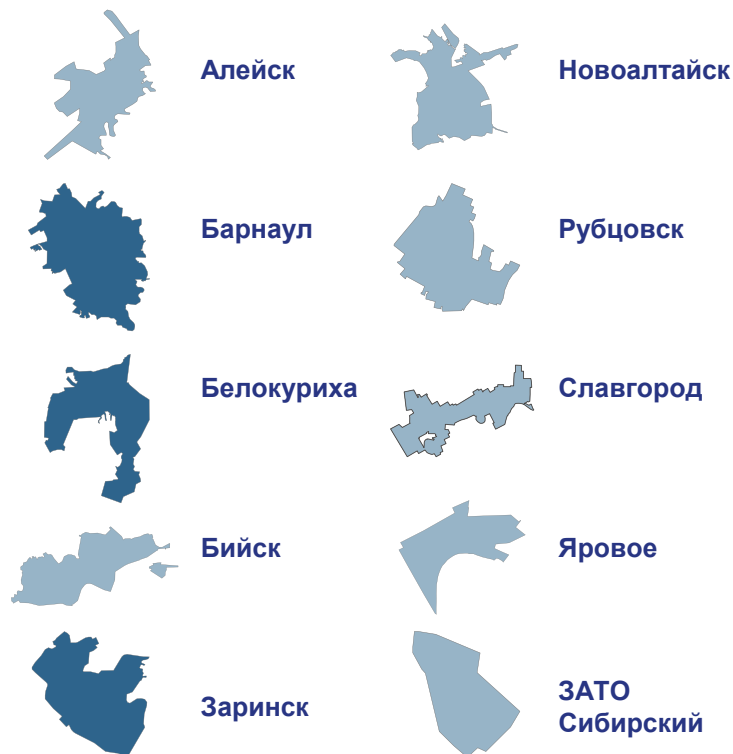 Алейск
Барнаул
Белокуриха
Бийск
Заринск
Новоалтайск
Рубцовск
Славгород
Яровое
ЗАТО
Сибирский